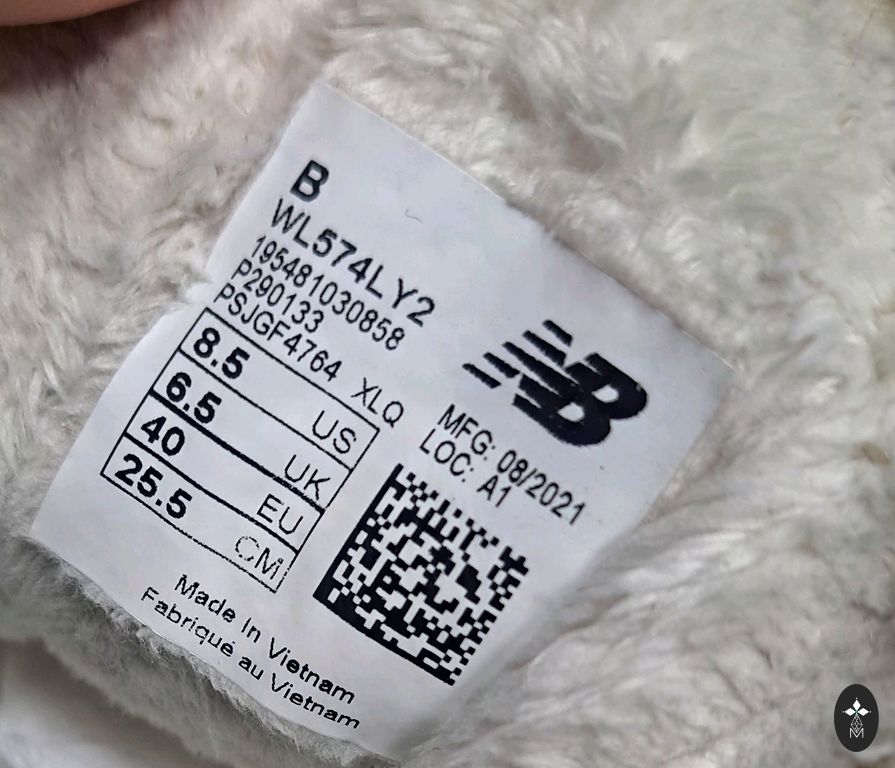 B
WL574LY2
195481030858
P290133
PSJGF4764 XLQ
8.5 US
6.5 UK
40 EU
25.5 CM
NB
MFG: 08/2021
LOC: A1
Made In Vietnam
Fabriqué au Vietnam
M